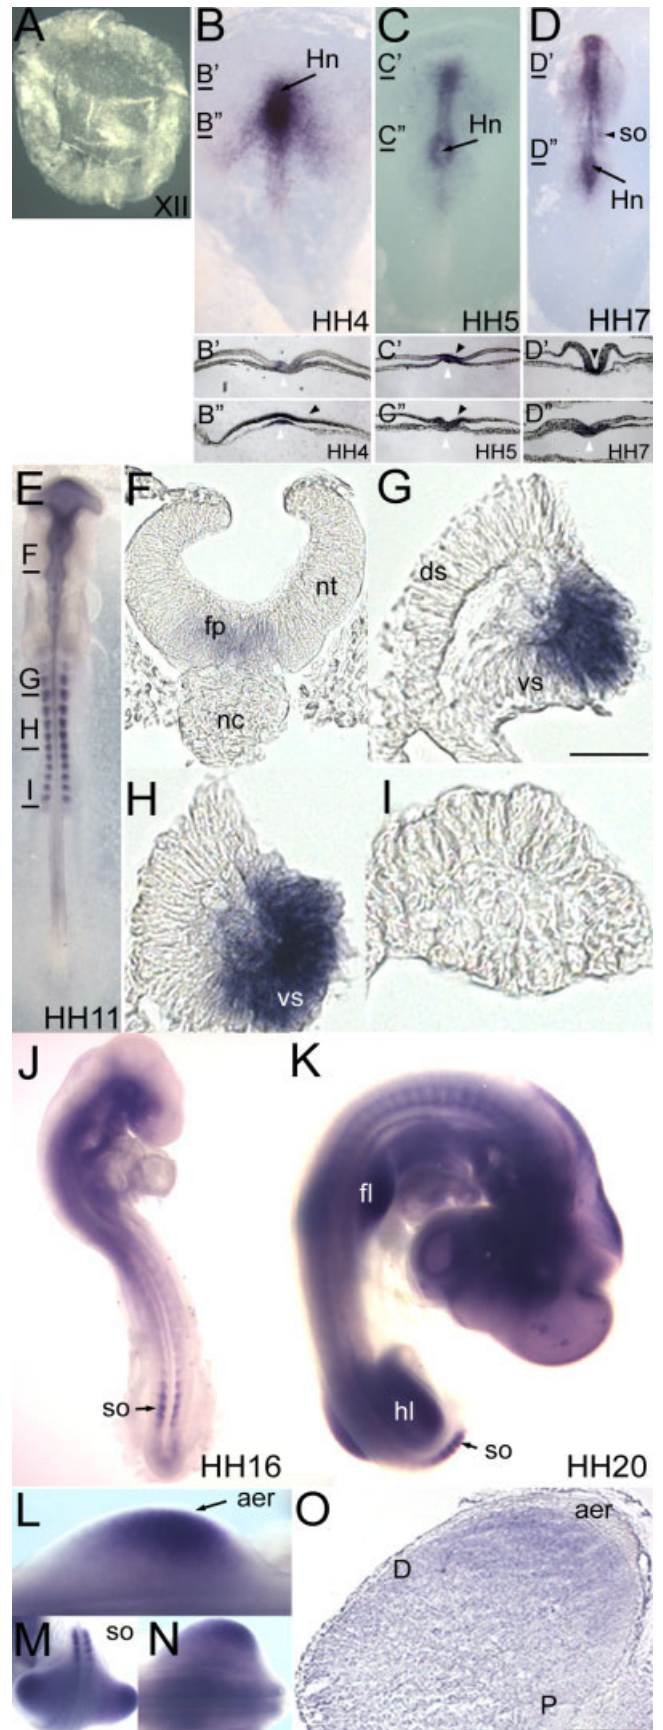 A
XII
B
Hn
B'
B"
HH4
C
C'
C"
Hn
HH5
D
D'
so
D"
Hn
HH7
B'
C'
D'
B"
HH4
C"
HH5
D"
HH7
E
F
G
H
I
HH11
F
nt
fp
nc
G
ds
vs
H
vs
I
J
so
HH16
K
fl
hl
so
HH20
L
aer
M
so
N
O
aer
D
P